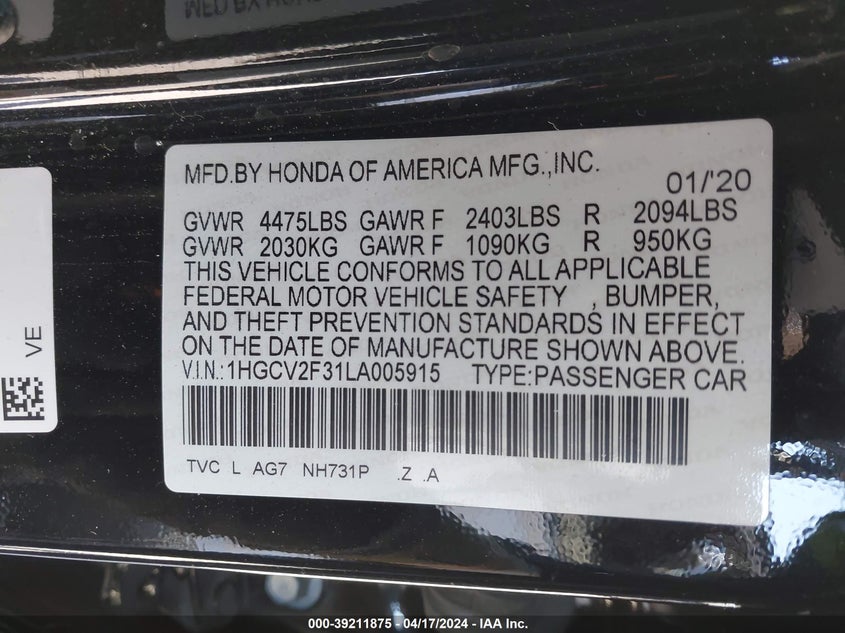 MFD.BY HONDA OF AMERICA MFG.,INC.
01/'20
GVWR 4475LBS GAWR F 2403LBS R 2094LBS
GVWR 2030KG GAWR F 1090KG R 950KG
THIS VEHICLE CONFORMS TO ALL APPLICABLE
FEDERAL MOTOR VEHICLE SAFETY , BUMPER,
AND THEFT PREVENTION STANDARDS IN EFFECT
ON THE DATE OF MANUFACTURE SHOWN ABOVE.
V.I.N.:1HGCV2F31LA005915 TYPE:PASSENGER CAR
TVC L AG7 NH731P .Z .A
VE
000-39211875 - 04/17/2024 - IAA Inc.